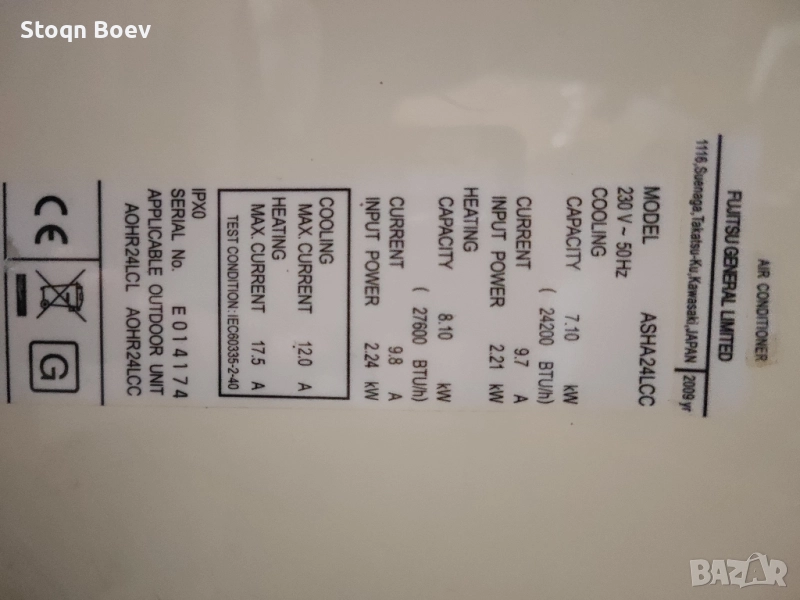 Stoqn Boev
AIR CONDITIONER
FUJITSU GENERAL LIMITED
1116,Suenaga,Takatsu-Ku,Kawasaki,JAPAN 2009 yr
MODEL ASHA24LCC
230 V ~ 50Hz
COOLING
CAPACITY 7.10 kW
( 24200 BTU/h)
CURRENT 9.7 A
INPUT POWER 2.21 kW
HEATING
CAPACITY 8.10 kW
( 27600 BTU/h)
CURRENT 9.8 A
INPUT POWER 2.24 kW
COOLING
MAX. CURRENT 12.0 A
HEATING
MAX. CURRENT 17.5 A
TEST CONDITION : IEC60335-2-40
IPX0
SERIAL No. E014174
APPLICABLE OUTDOOR UNIT
AOHR24LCL AOHR24LCC
CE
G
BAZAR